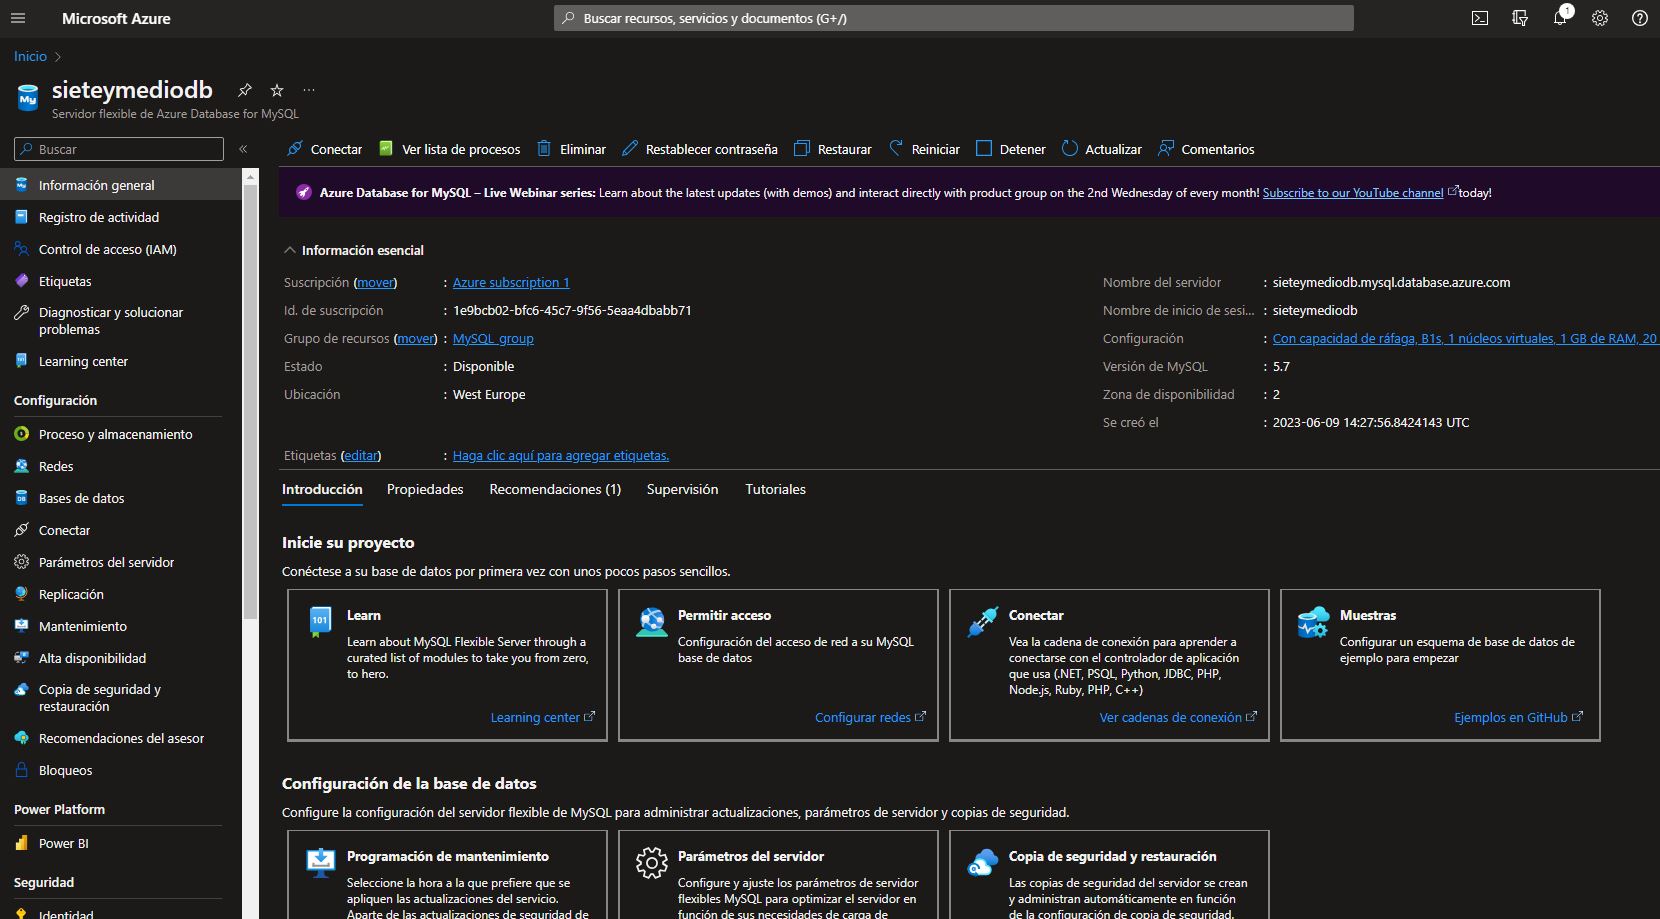 Microsoft Azure
Buscar recursos, servicios y documentos (G+/)
1
Inicio
sieteymediodb
Servidor flexible de Azure Database for MySQL
Buscar
Información general
Registro de actividad
Control de acceso (IAM)
Etiquetas
Diagnosticar y solucionar
problemas
Learning center
Configuración
Proceso y almacenamiento
Redes
Bases de datos
Conectar
Parámetros del servidor
Replicación
Mantenimiento
Alta disponibilidad
Copia de seguridad y
restauración
Recomendaciones del asesor
Bloqueos
Power Platform
Power BI
Seguridad
Identidad
Conectar Ver lista de procesos Eliminar Restablecer contraseña Restaurar Reiniciar Detener Actualizar Comentarios
Azure Database for MySQL – Live Webinar series: Learn about the latest updates (with demos) and interact directly with product group on the 2nd Wednesday of every month! Subscribe to our YouTube channel today!
Información esencial
Suscripción (mover) : Azure subscription 1
Id. de suscripción : 1e9bcb02-bfc6-45c7-9f56-5eaa4dbabb71
Grupo de recursos (mover) : MySQL_group
Estado : Disponible
Ubicación : West Europe
Nombre del servidor : sieteymediodb.mysql.database.azure.com
Nombre de inicio de sesi... : sieteymediodb
Configuración : Con capacidad de ráfaga, B1s, 1 núcleos virtuales, 1 GB de RAM, 20
Versión de MySQL : 5.7
Zona de disponibilidad : 2
Se creó el : 2023-06-09 14:27:56.8424143 UTC
Etiquetas (editar) : Haga clic aquí para agregar etiquetas.
Introducción Propiedades Recomendaciones (1) Supervisión Tutoriales
Inicie su proyecto
Conéctese a su base de datos por primera vez con unos pocos pasos sencillos.
101
Learn
Learn about MySQL Flexible Server through a
curated list of modules to take you from zero,
to hero.
Learning center
Permitir acceso
Configuración del acceso de red a su MySQL
base de datos
Configurar redes
Conectar
Vea la cadena de conexión para aprender a
conectarse con el controlador de aplicación
que usa (.NET, PSQL, Python, JDBC, PHP,
Node.js, Ruby, PHP, C++)
Ver cadenas de conexión
Muestras
Configurar un esquema de base de datos de
ejemplo para empezar
Ejemplos en GitHub
Configuración de la base de datos
Configure la configuración del servidor flexible de MySQL para administrar actualizaciones, parámetros de servidor y copias de seguridad.
Programación de mantenimiento
Seleccione la hora a la que prefiere que se
apliquen las actualizaciones del servicio.
Aparte de las actualizaciones de seguridad de
Parámetros del servidor
Configure y ajuste los parámetros de servidor
flexibles MySQL para optimizar el servidor en
función de sus necesidades de carga de
Copia de seguridad y restauración
Las copias de seguridad del servidor se crean
y administran automáticamente en función
de la configuración de copia de seguridad.